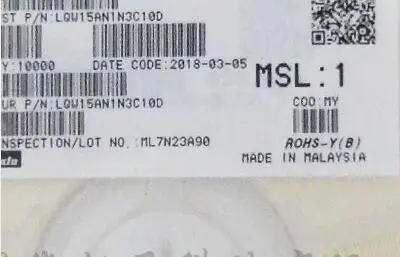 ST P/N:LQW15AN1N3C10D
Y:10000 DATE CODE:2018-03-05
MSL:1
UR P/N:LQW15AN1N3C10D
COO:MY
NSPECTION/LOT NO.:ML7N23A90
ROHS-Y(B)
MADE IN MALAYSIA